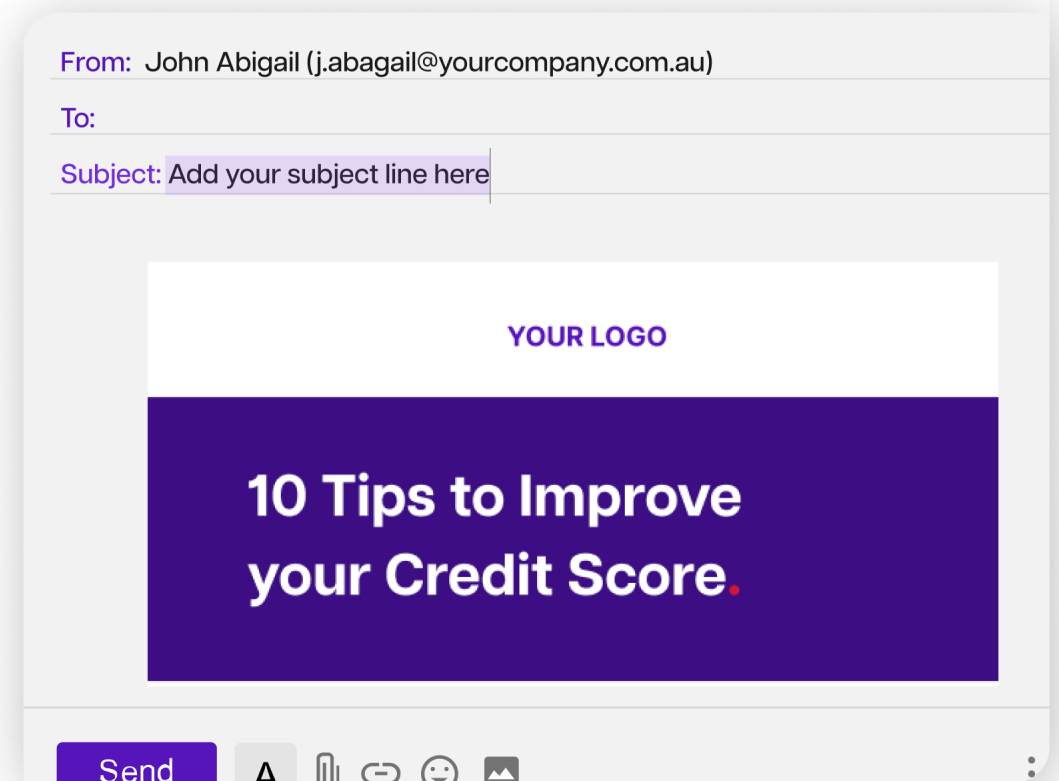 From: John Abigail (j.abagail@yourcompany.com.au)
To:
Subject: Add your subject line here
YOUR LOGO
10 Tips to Improve
your Credit Score.
Send A